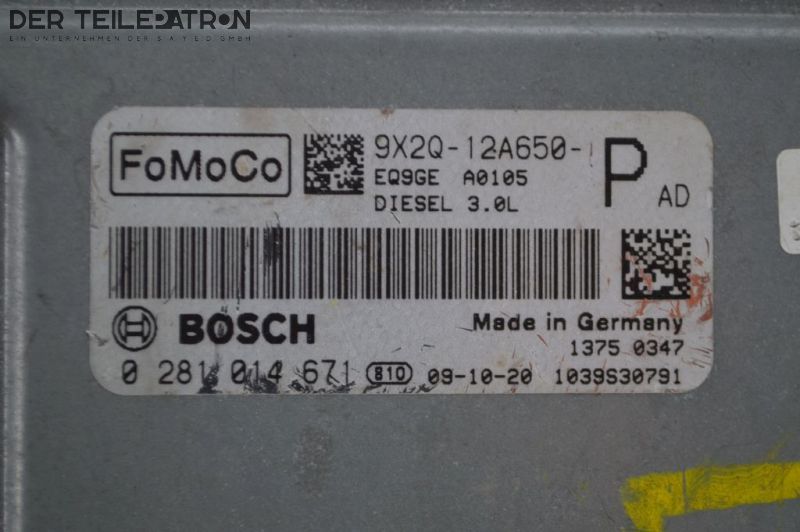 DER TEILEPATRON
EIN UNTERNEHMEN DER S.A.Y.E.D. GMBH
FoMoCo
9X2Q-12A650-
P
AD
EQ9GE A0105
DIESEL 3.0L
BOSCH
Made in Germany
1375 0347
0 281 014 671 810 09-10-20 1039S30791